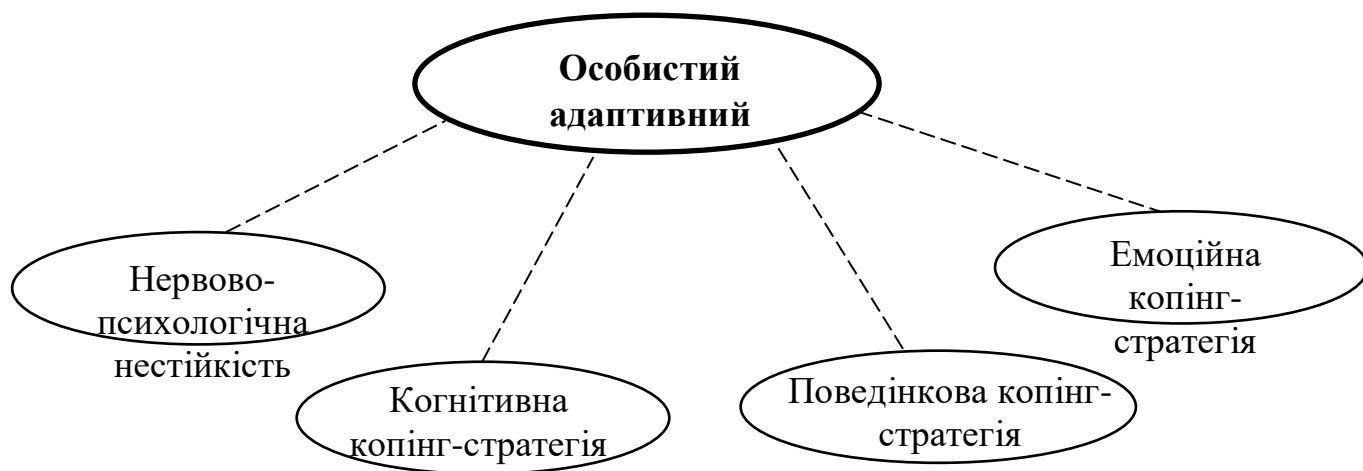 Особистий
адаптивний
Нервово-
психологічна
нестійкість
Когнітивна
копінг-стратегія
Поведінкова копінг-
стратегія
Емоційна
копінг-
стратегія